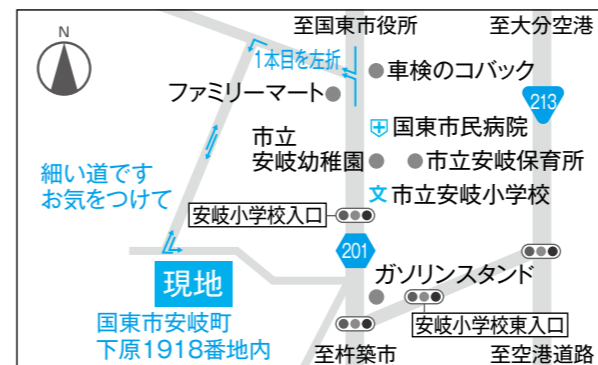 N
至国東市役所
至大分空港
1本目を左折
車検のコバック
ファミリーマート
213
国東市民病院
市立
安岐幼稚園
市立安岐保育所
細い道です
お気をつけて
文 市立安岐小学校
安岐小学校入口
201
ガソリンスタンド
現地
安岐小学校東入口
国東市安岐町
下原1918番地内
至杵築市
至空港道路